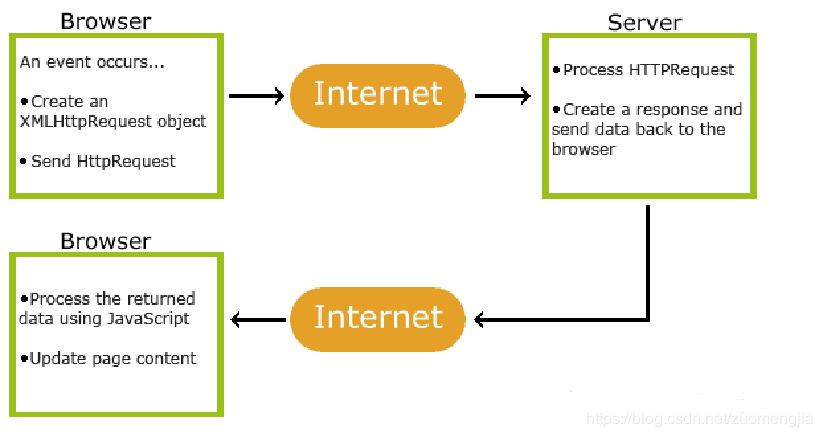 Browser
An event occurs...
•Create an
XMLHttpRequest object
•Send HttpRequest
Internet
Server
•Process HTTPRequest
•Create a response and
send data back to the
browser
Browser
•Process the returned
data using JavaScript
•Update page content
Internet
https://blog.csdn.net/zuomengjia